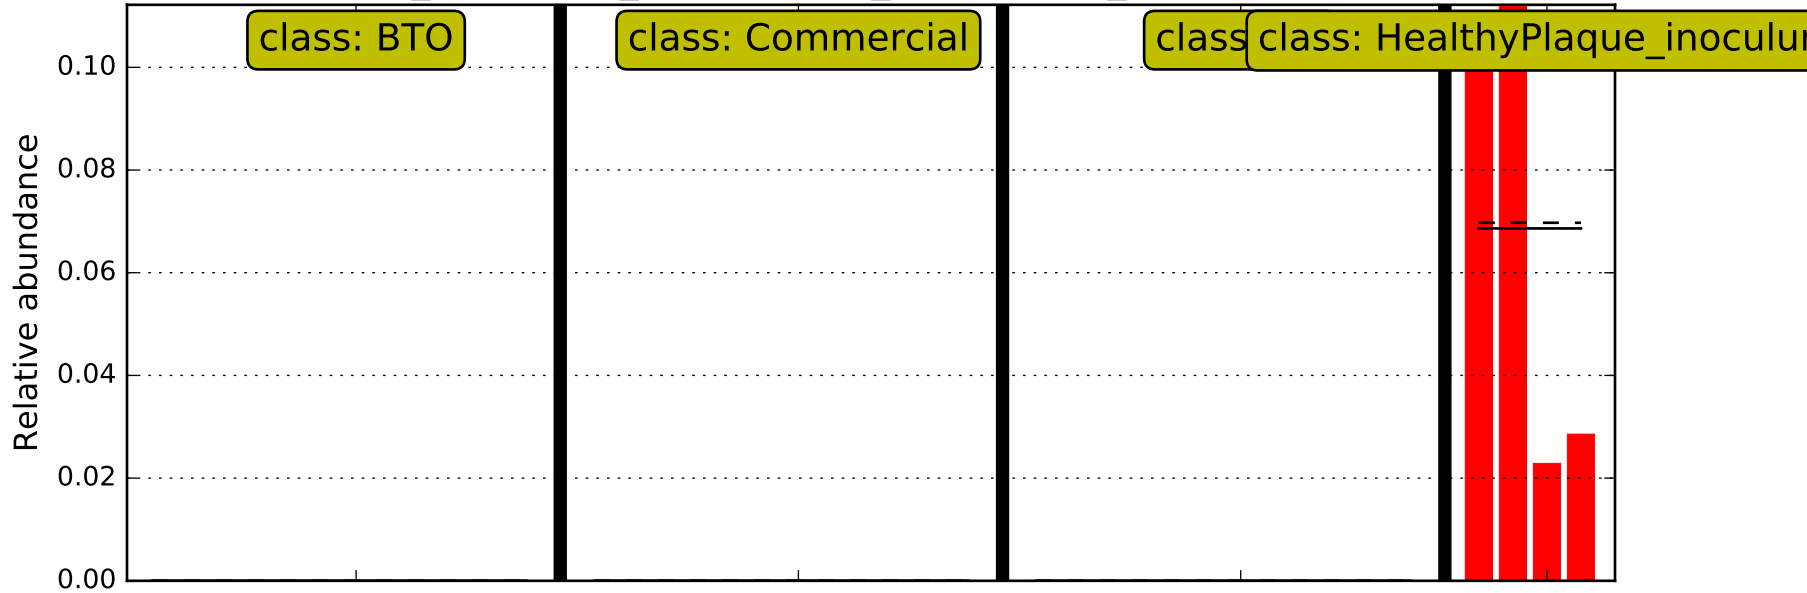 class: BTO
class: Commercial
class
class: HealthyPlaque_inoculu
Relative abundance
0.10
0.08
0.06
0.04
0.02
0.00